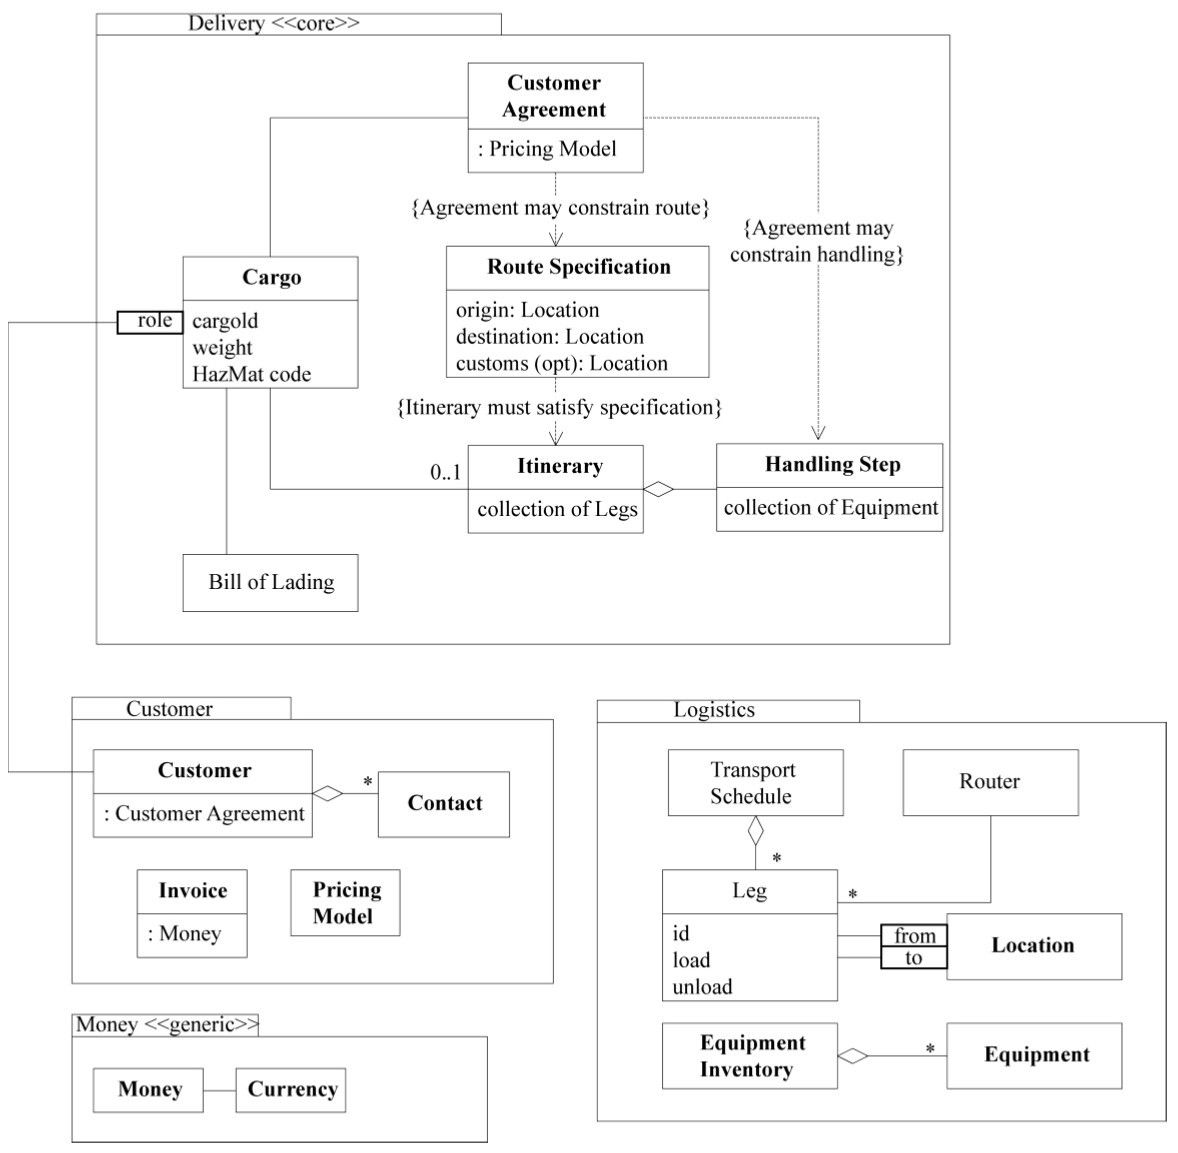 Delivery <<core>>
Customer
Agreement
: Pricing Model
{Agreement may constrain route}
{Agreement may
constrain handling}
Cargo
role
cargold
weight
HazMat code
Route Specification
origin: Location
destination: Location
customs (opt): Location
{Itinerary must satisfy specification}
0..1
Itinerary
collection of Legs
Handling Step
collection of Equipment
Bill of Lading
Customer
Customer
: Customer Agreement
*
Contact
Invoice
: Money
Pricing
Model
Money <<generic>>
Money
Currency
Logistics
Transport
Schedule
Router
*
Leg
*
id
load
unload
from
to
Location
Equipment
Inventory
*
Equipment